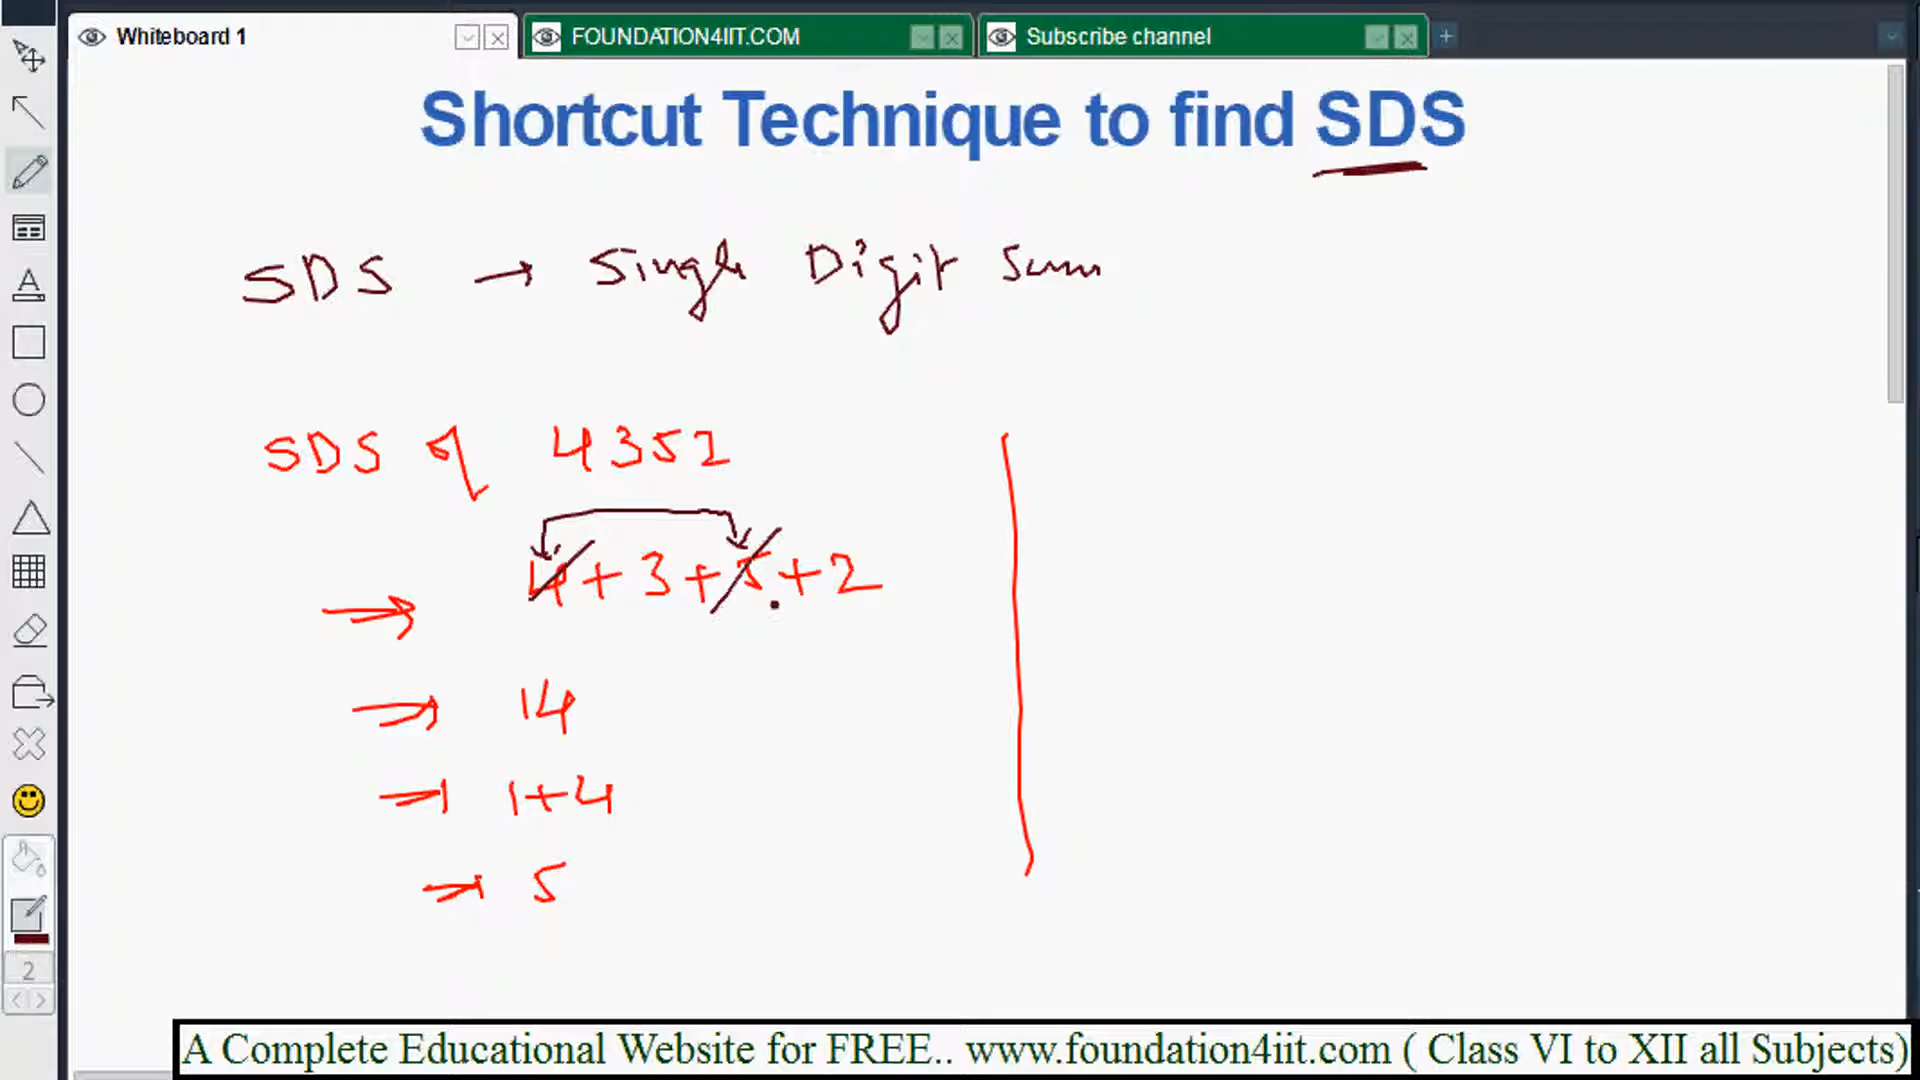 Whiteboard 1 FOUNDATION4IIT.COM Subscribe channel
Shortcut Technique to find SDS
SDS → Single Digit Sum
SDS of 4352
→ 4+3+5+2
→ 14
→ 1+4
→ 5
2
A Complete Educational Website for FREE.. www.foundation4iit.com ( Class VI to XII all Subjects)